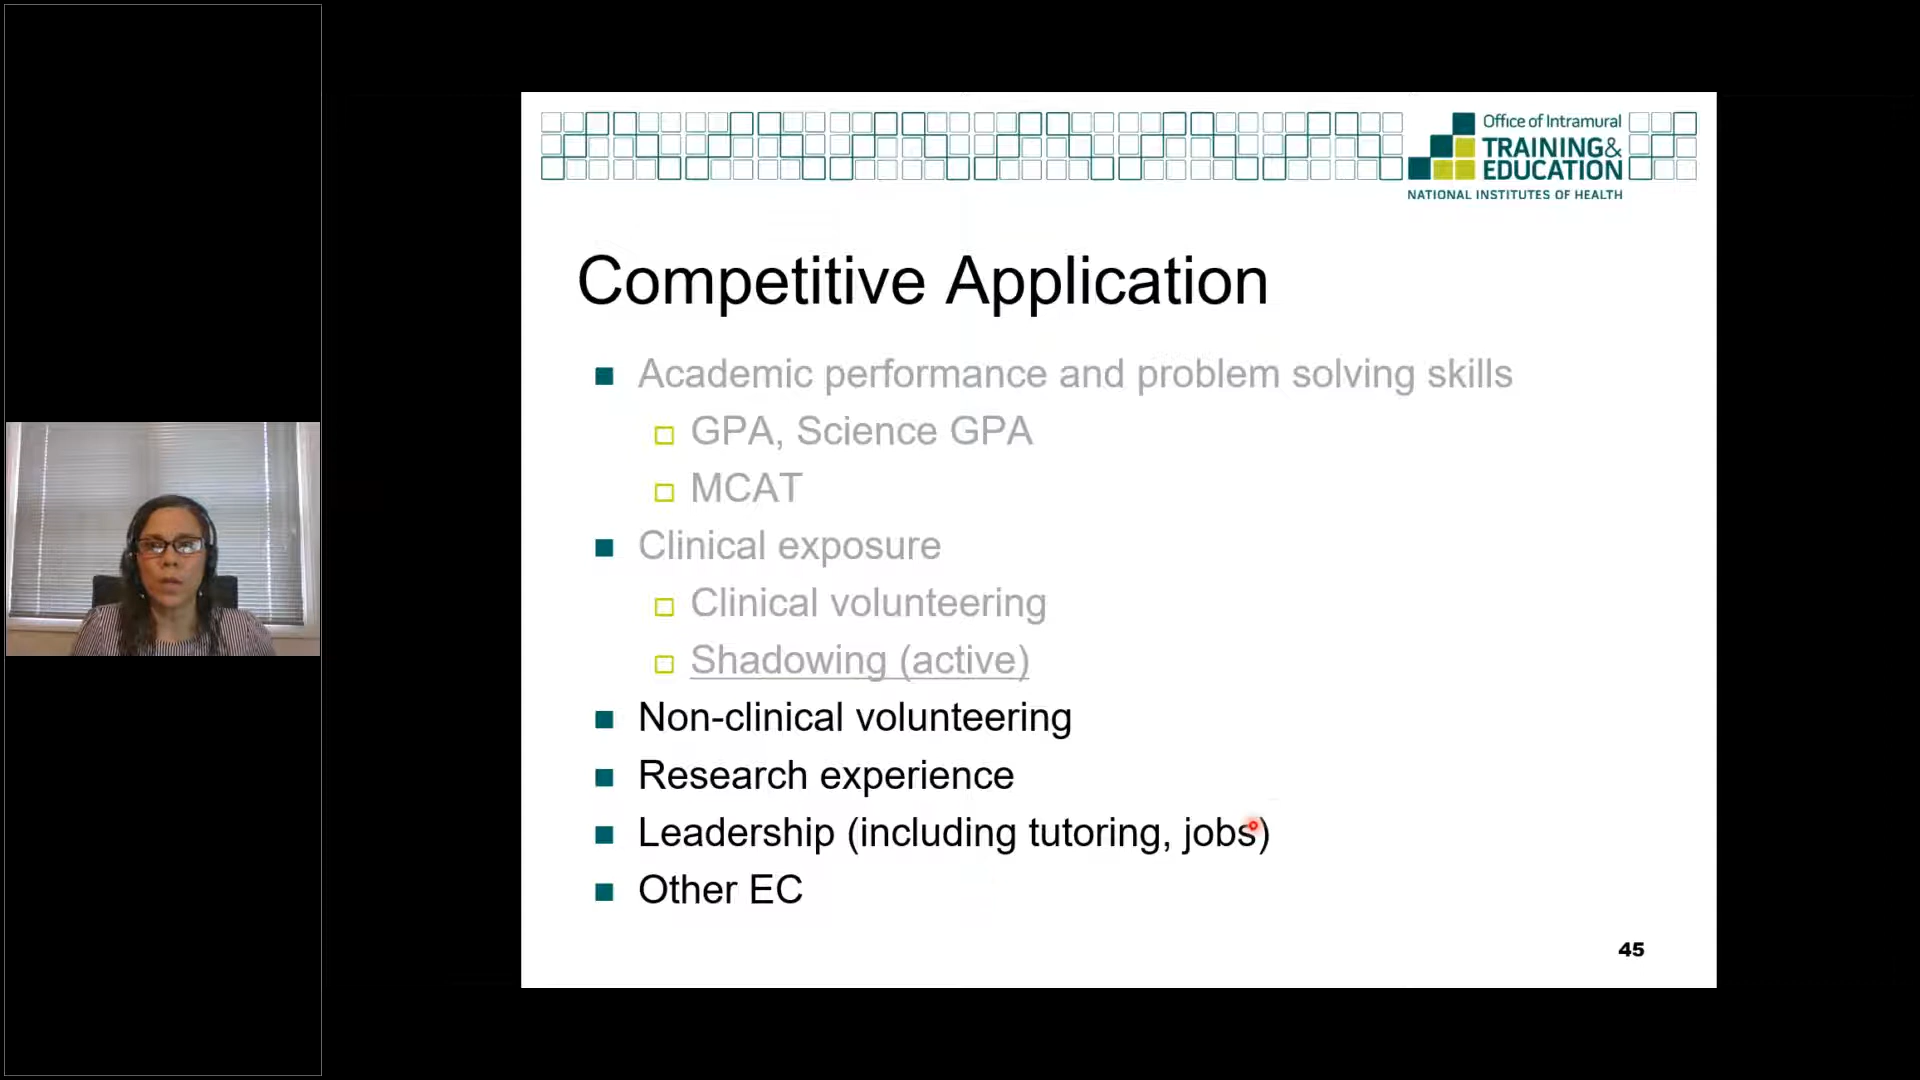 Office of Intramural
TRAINING&
EDUCATION
NATIONAL INSTITUTES OF HEALTH
Competitive Application
Academic performance and problem solving skills
GPA, Science GPA
MCAT
Clinical exposure
Clinical volunteering
Shadowing (active)
Non-clinical volunteering
Research experience
Leadership (including tutoring, jobs)
Other EC
45